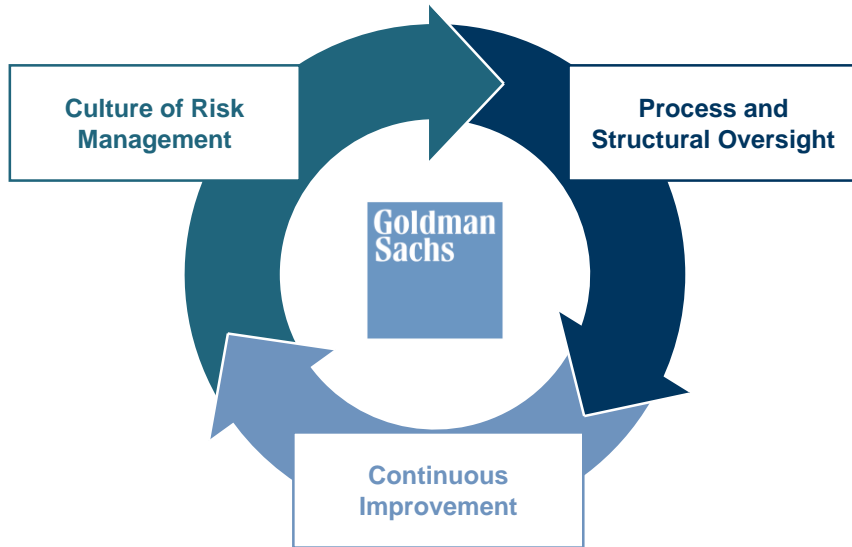 Culture of Risk
Management
Process and
Structural Oversight
Goldman
Sachs
Continuous
Improvement